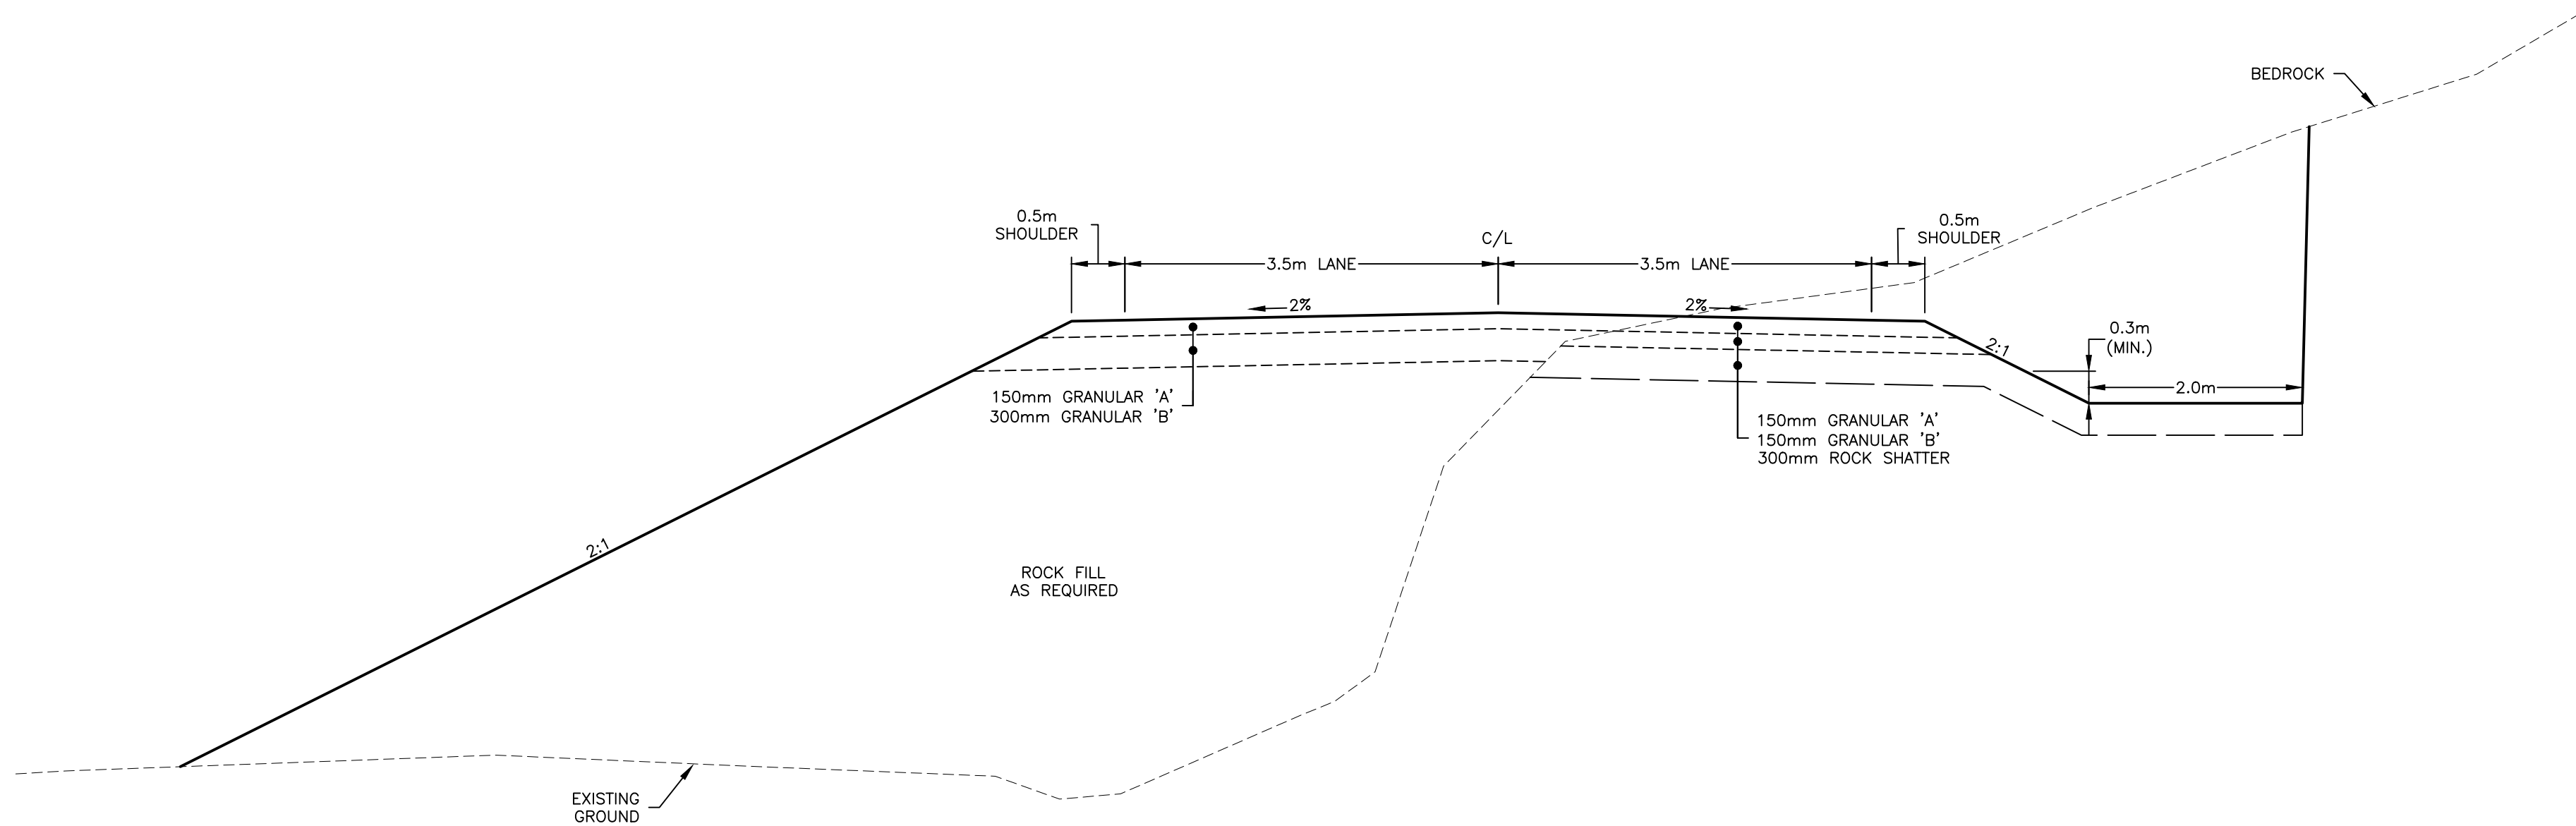 BEDROCK
0.5m
SHOULDER
C/L
0.5m
SHOULDER
3.5m LANE
3.5m LANE
2%
2%
0.3m
(MIN.)
2:1
2.0m
150mm GRANULAR 'A'
300mm GRANULAR 'B'
150mm GRANULAR 'A'
150mm GRANULAR 'B'
300mm ROCK SHATTER
2:1
ROCK FILL
AS REQUIRED
EXISTING
GROUND